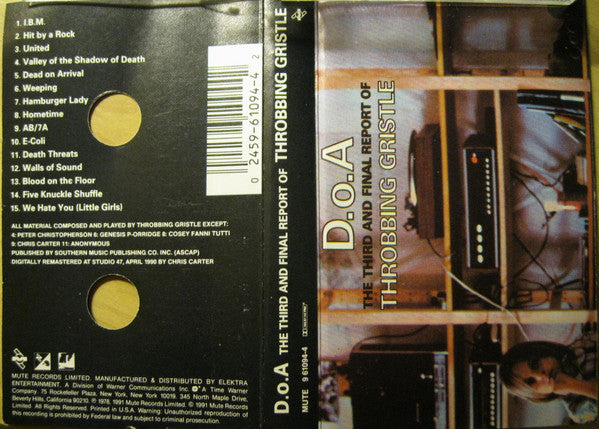 1. I.B.M.
2. Hit by a Rock
3. United
4. Valley of the Shadow of Death
5. Dead on Arrival
6. Weeping
7. Hamburger Lady
8. Hometime
9. AB/7A
10. E-Coli
11. Death Threats
12. Walls of Sound
13. Blood on the Floor
14. Five Knuckle Shuffle
15. We Hate You (Little Girls)
ALL MATERIAL COMPOSED AND PLAYED BY THROBBING GRISTLE EXCEPT:
4: PETER CHRISTOPHERSON 6: GENESIS P-ORRIDGE 8: COSEY FANNI TUTTI
9: CHRIS CARTER 11: ANONYMOUS
PUBLISHED BY SOUTHERN MUSIC PUBLISHING CO. INC. (ASCAP)
DIGITALLY REMASTERED AT STUDIO 47, APRIL 1990 BY CHRIS CARTER
MUTE RECORDS LIMITED. MANUFACTURED & DISTRIBUTED BY ELEKTRA
ENTERTAINMENT, A Division of Warner Communications Inc. A Time Warner
Company. 75 Rockefeller Plaza, New York, New York 10019. 345 North Maple Drive,
Beverly Hills, California 90210. ℗ 1978, 1991 Mute Records Limited. © 1991 Mute Records
Limited. All Rights Reserved. Printed in U.S.A. Warning: Unauthorized reproduction of
this recording is prohibited by Federal law and subject to criminal prosecution.
0 2459-61094-4 2
D.o.A THE THIRD AND FINAL REPORT OF THROBBING GRISTLE
MUTE 9 61094-4
D.o.A
THE THIRD AND FINAL REPORT OF
THROBBING GRISTLE